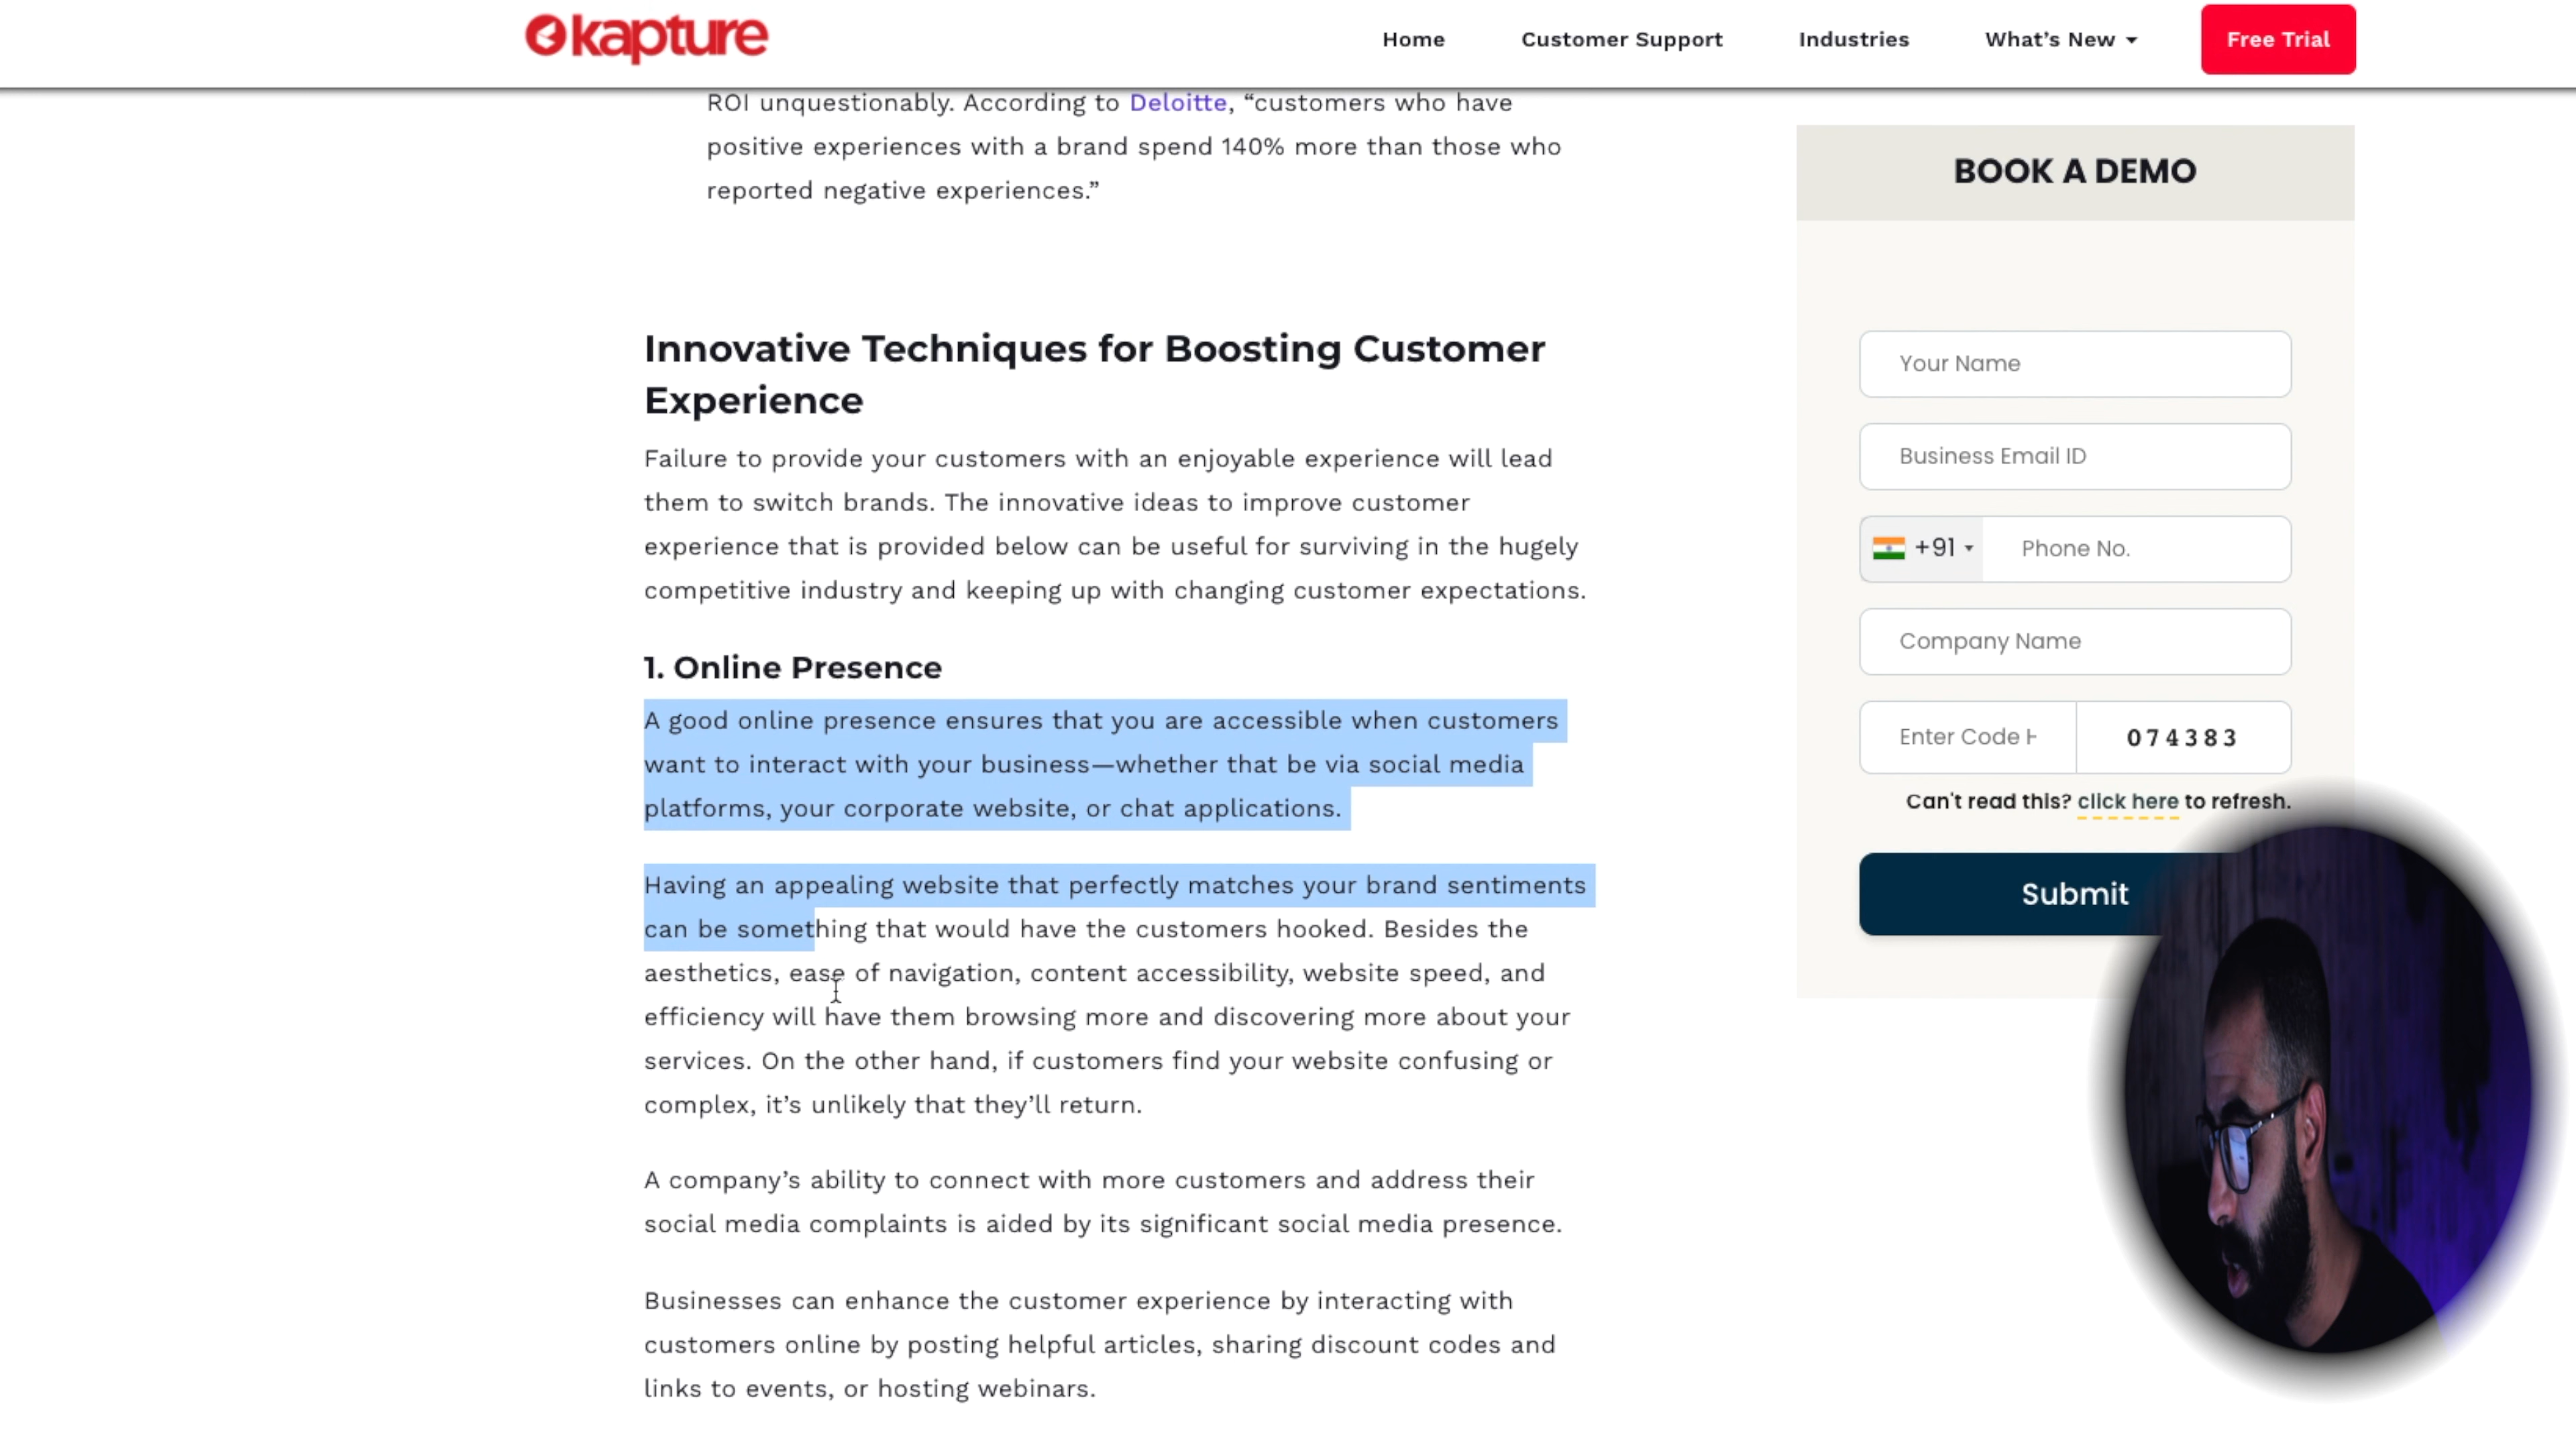 kapture
Home
Customer Support
Industries
What's New
Free Trial
ROI unquestionably. According to Deloitte, “customers who have
positive experiences with a brand spend 140% more than those who
reported negative experiences.”
Innovative Techniques for Boosting Customer
Experience
Failure to provide your customers with an enjoyable experience will lead
them to switch brands. The innovative ideas to improve customer
experience that is provided below can be useful for surviving in the hugely
competitive industry and keeping up with changing customer expectations.
1. Online Presence
A good online presence ensures that you are accessible when customers
want to interact with your business—whether that be via social media
platforms, your corporate website, or chat applications.
Having an appealing website that perfectly matches your brand sentiments
can be something that would have the customers hooked. Besides the
aesthetics, ease of navigation, content accessibility, website speed, and
efficiency will have them browsing more and discovering more about your
services. On the other hand, if customers find your website confusing or
complex, it’s unlikely that they’ll return.
A company’s ability to connect with more customers and address their
social media complaints is aided by its significant social media presence.
Businesses can enhance the customer experience by interacting with
customers online by posting helpful articles, sharing discount codes and
links to events, or hosting webinars.
BOOK A DEMO
Your Name
Business Email ID
+91
Phone No.
Company Name
Enter Code H
074383
Can't read this? click here to refresh.
Submit